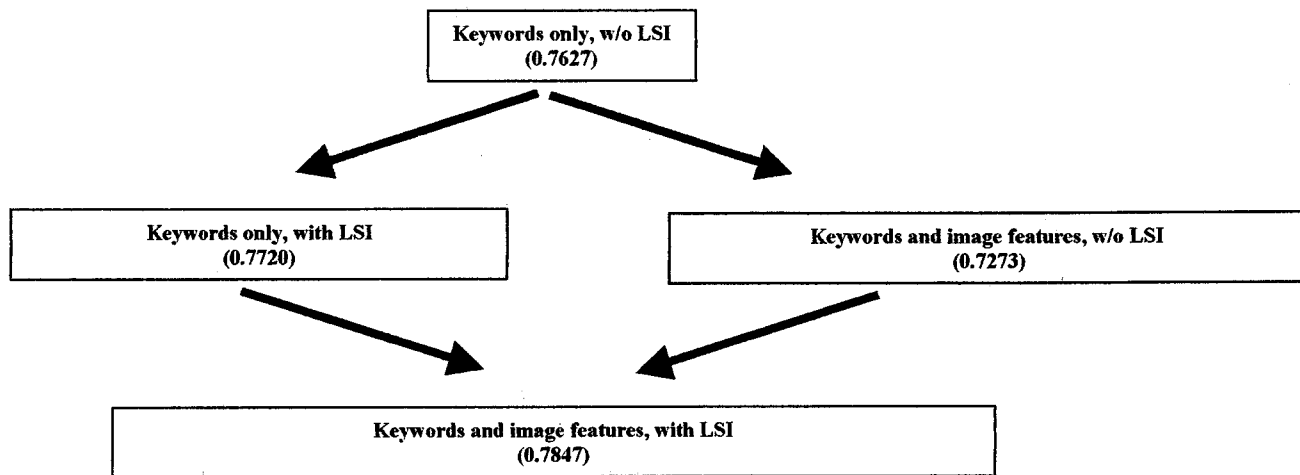 Keywords only, w/o LSI
(0.7627)
Keywords only, with LSI
(0.7720)
Keywords and image features, w/o LSI
(0.7273)
Keywords and image features, with LSI
(0.7847)